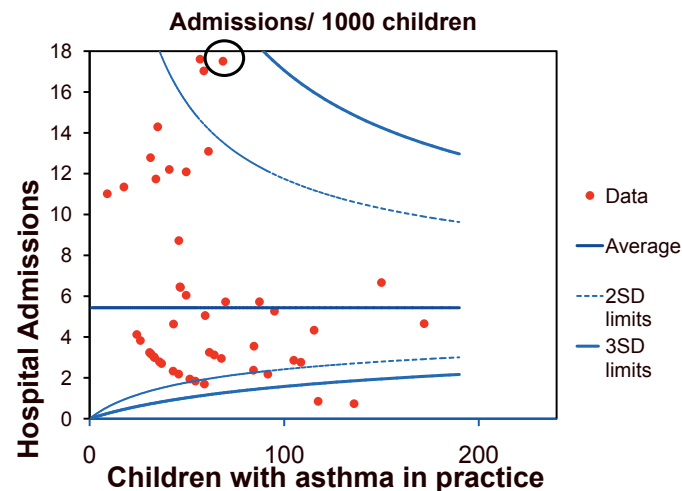 Admissions/ 1000 children
Hospital Admissions
18
16
14
12
10
8
6
4
2
0
0
100
200
Children with asthma in practice
Data
Average
2SD
limits
3SD
limits